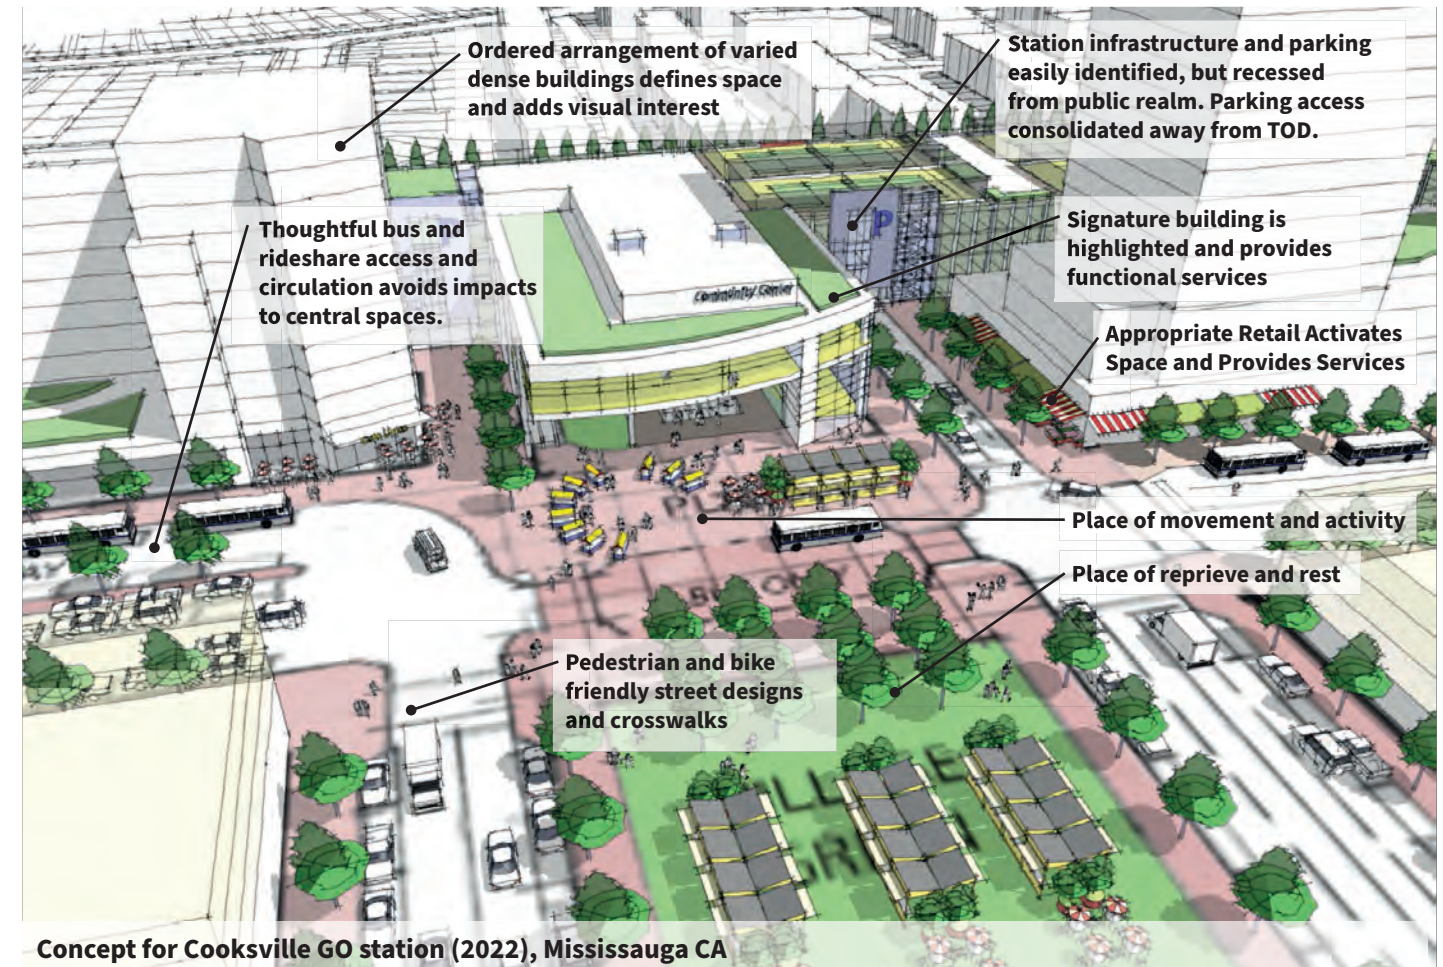 Ordered arrangement of varied
dense buildings defines space
and adds visual interest
Station infrastructure and parking
easily identified, but recessed
from public realm. Parking access
consolidated away from TOD.
Thoughtful bus and
rideshare access and
circulation avoids impacts
to central spaces.
P
Signature building is
highlighted and provides
functional services
Community Center
Appropriate Retail Activates
Space and Provides Services
Place of movement and activity
Place of reprieve and rest
BUS ONLY
Pedestrian and bike
friendly street designs
and crosswalks
VILLAGE
GREEN
Concept for Cooksville GO station (2022), Mississauga CA